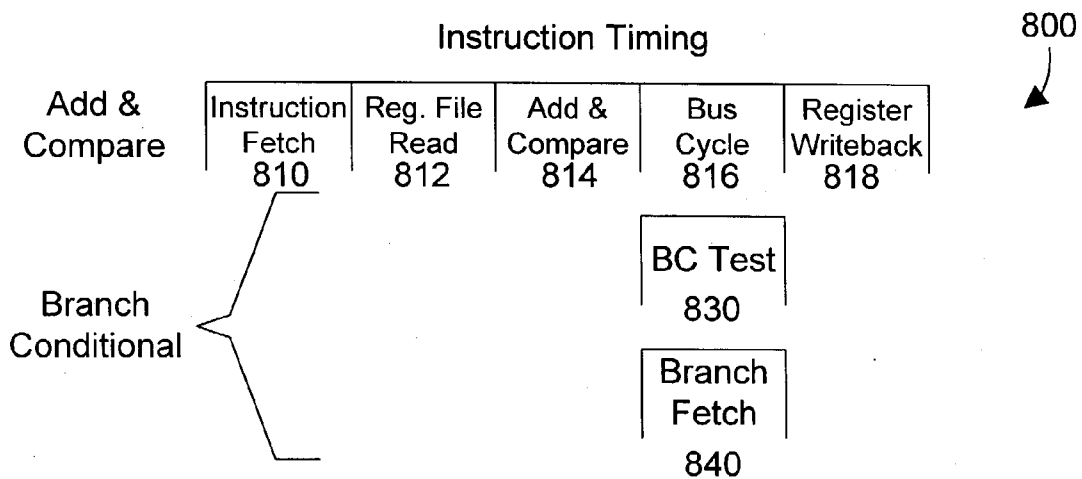 Instruction Timing
800
Add &
Compare
Instruction
Fetch
810
Reg. File
Read
812
Add &
Compare
814
Bus
Cycle
816
Register
Writeback
818
Branch
Conditional
BC Test
830
Branch
Fetch
840